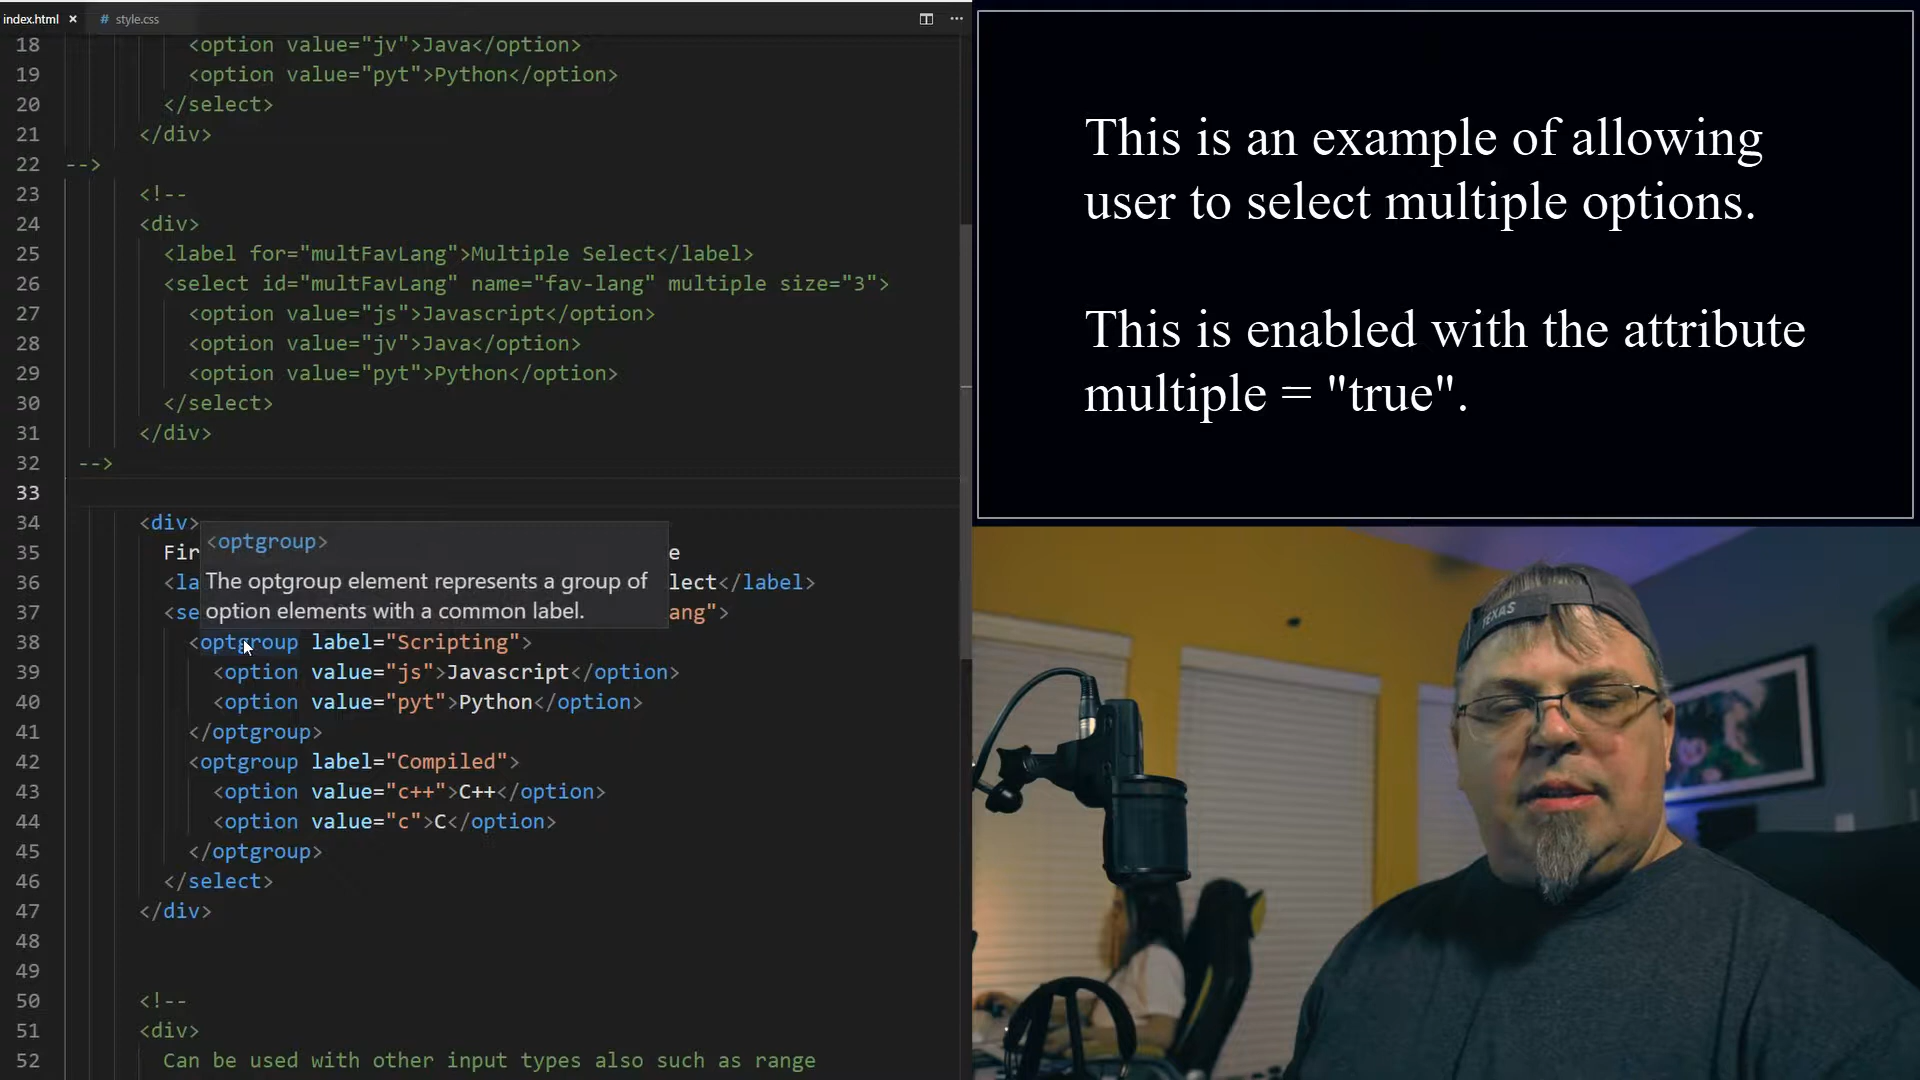 index.html × # style.css
18 <option value="jv">Java</option>
19 <option value="pyt">Python</option>
20 </select>
21 </div>
22 -->
23 <!--
24 <div>
25 <label for="multFavLang">Multiple Select</label>
26 <select id="multFavLang" name="fav-lang" multiple size="3">
27 <option value="js">Javascript</option>
28 <option value="jv">Java</option>
29 <option value="pyt">Python</option>
30 </select>
31 </div>
32 -->
33
34 <div>
35 Fir e
36 <la lect</label>
37 <se ang">
<optgroup>
The optgroup element represents a group of
option elements with a common label.
38 <optgroup label="Scripting">
39 <option value="js">Javascript</option>
40 <option value="pyt">Python</option>
41 </optgroup>
42 <optgroup label="Compiled">
43 <option value="c++">C++</option>
44 <option value="c">C</option>
45 </optgroup>
46 </select>
47 </div>
48
49
50 <!--
51 <div>
52 Can be used with other input types also such as range
This is an example of allowing
user to select multiple options.
This is enabled with the attribute
multiple = "true".
TEXAS